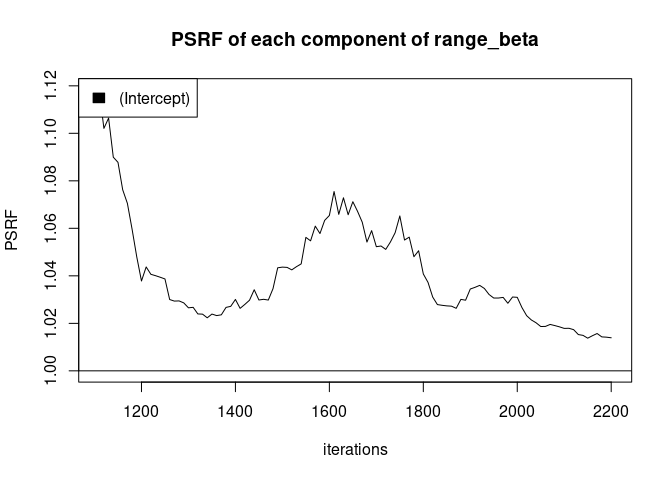 PSRF of each component of range_beta
(Intercept)
PSRF
1.12
1.10
1.08
1.06
1.04
1.02
1.00
1200 1400 1600 1800 2000 2200
iterations